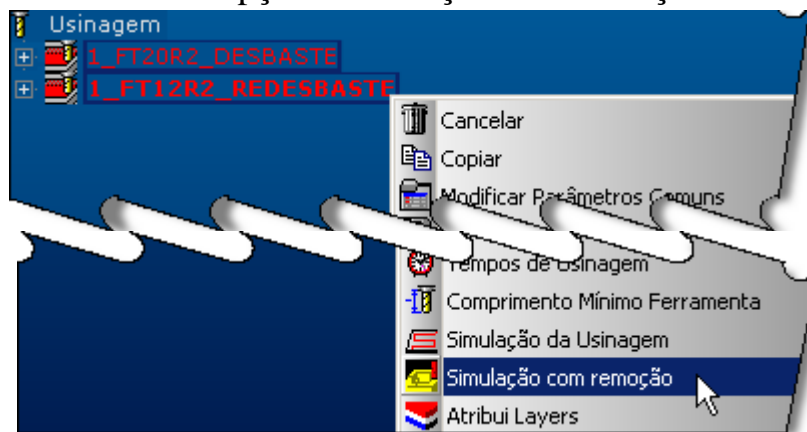 Usinagem
1_FT20R2_DESBASTE
1_FT12R2_REDESBASTE
Cancelar
Copiar
Modificar Parâmetros Comuns
Tempos de Usinagem
Comprimento Mínimo Ferramenta
Simulação da Usinagem
Simulação com remoção
Atribui Layers